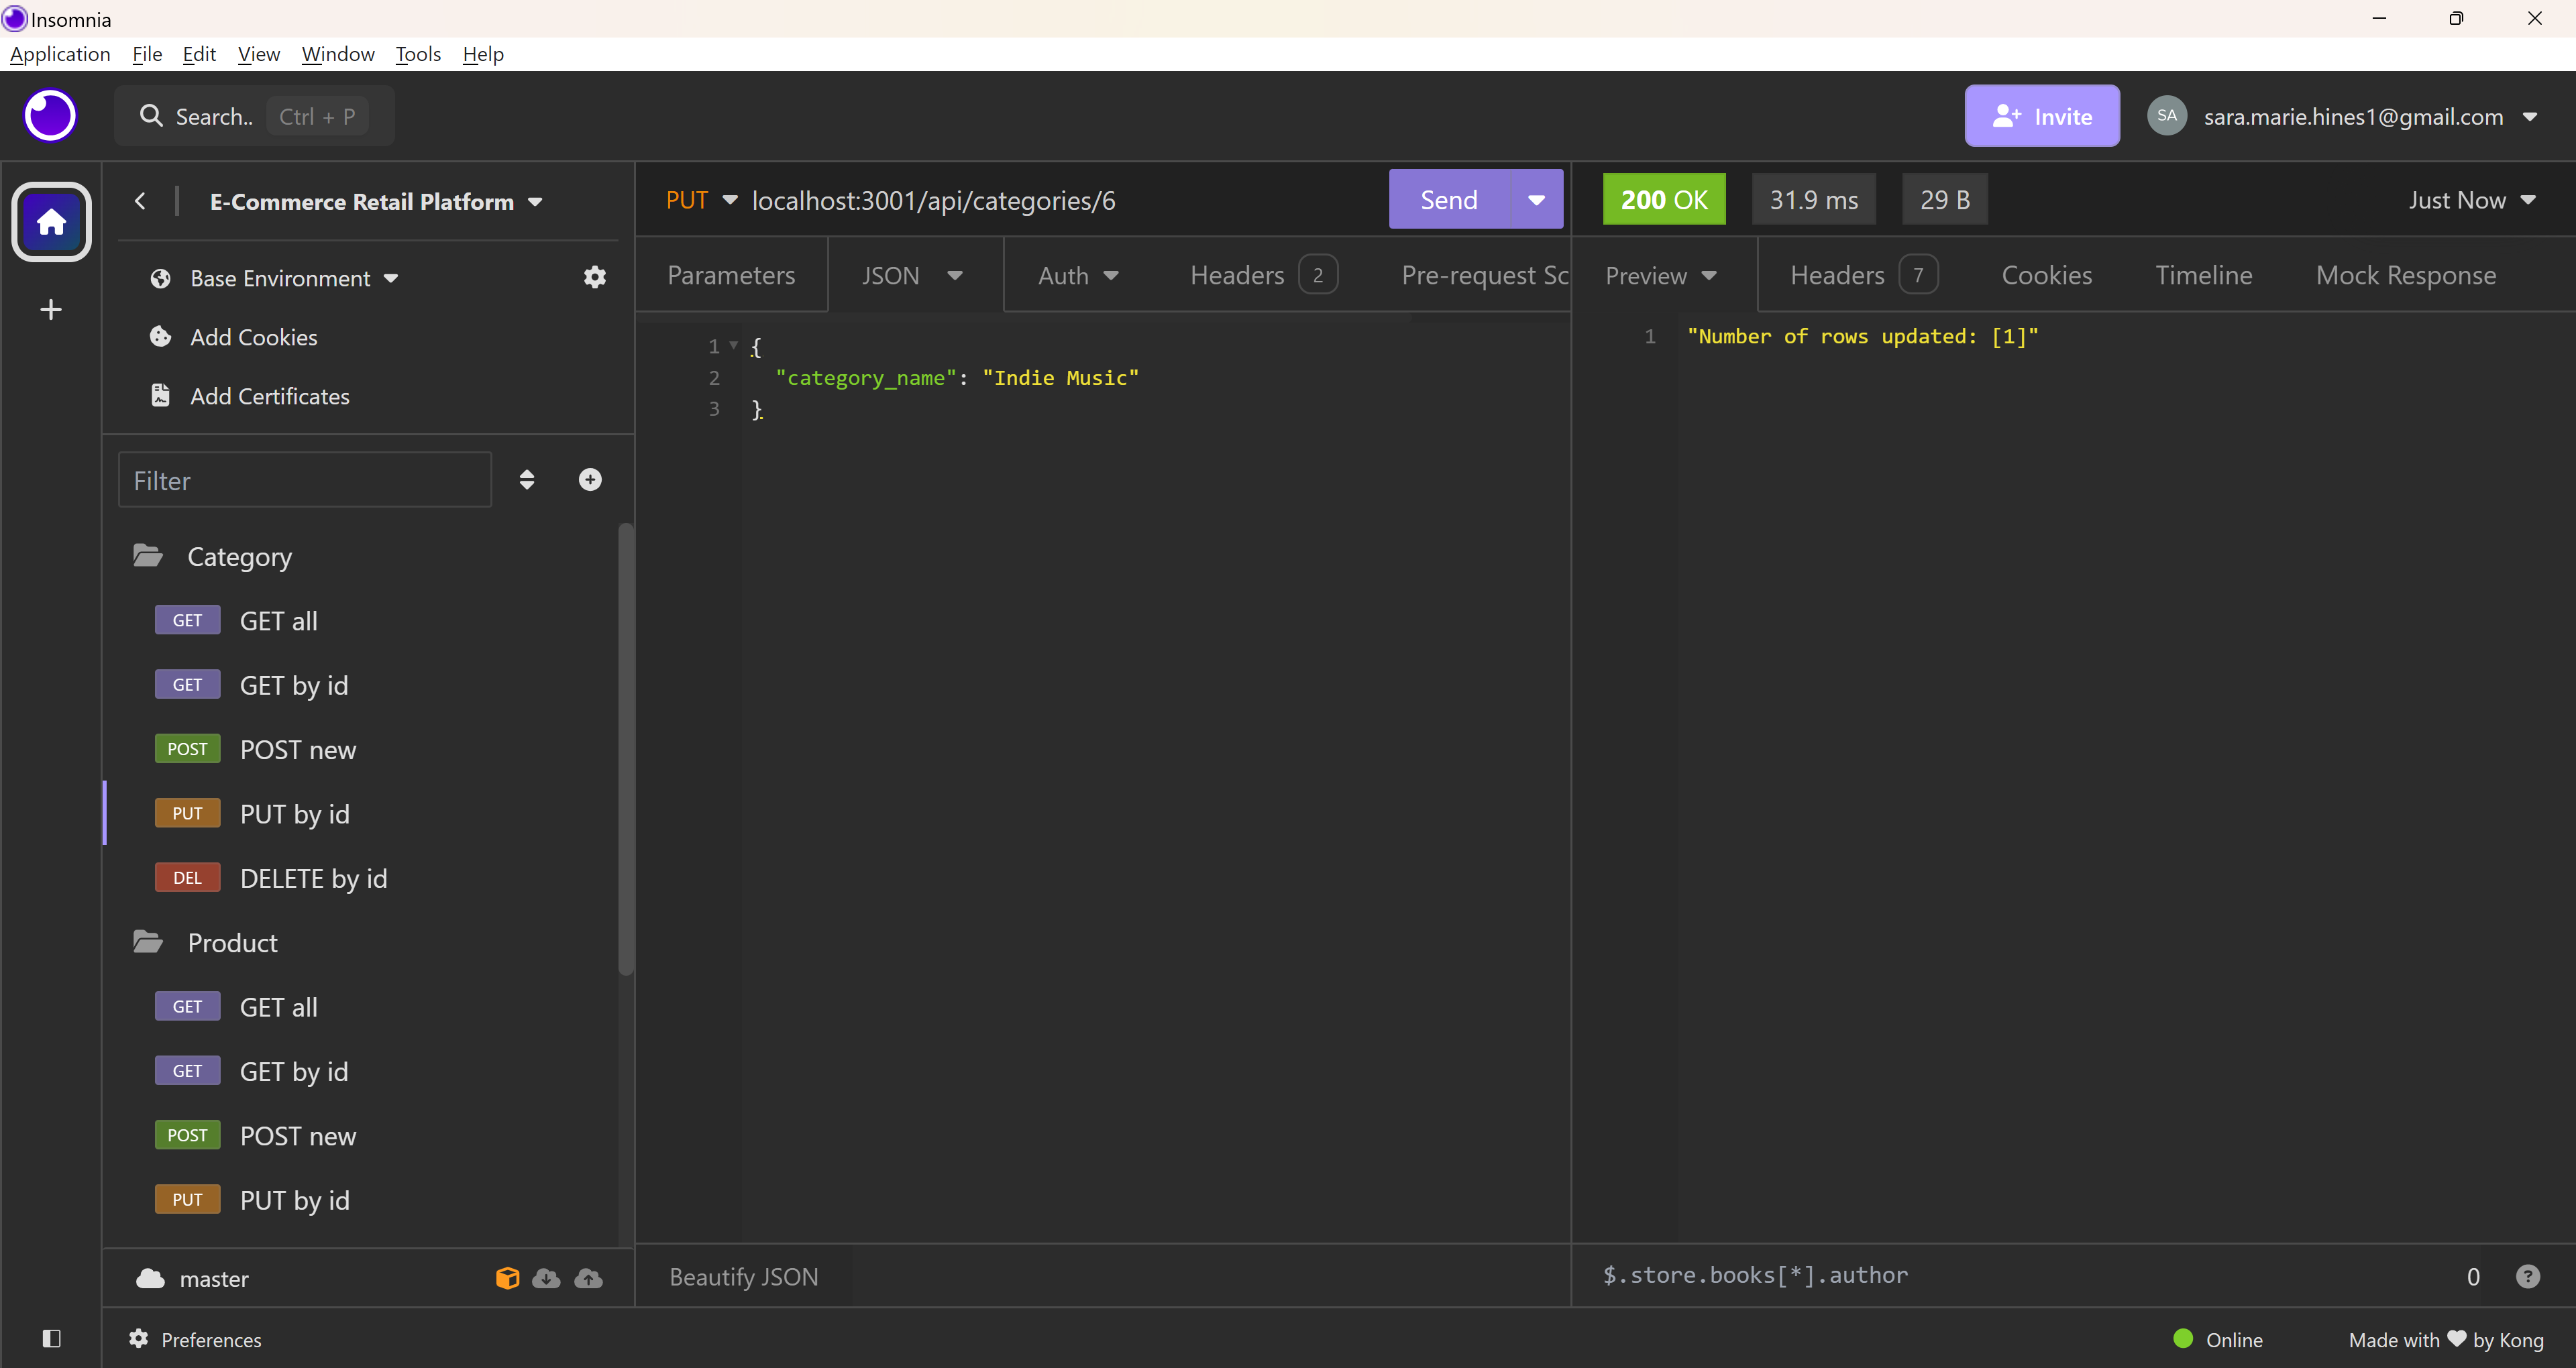 Insomnia
Application File Edit View Window Tools Help
Search.. Ctrl + P
Invite
SA sara.marie.hines1@gmail.com
E-Commerce Retail Platform
Base Environment
Add Cookies
Add Certificates
Filter
Category
GET GET all
GET GET by id
POST POST new
PUT PUT by id
DEL DELETE by id
Product
GET GET all
GET GET by id
POST POST new
PUT PUT by id
master
PUT localhost:3001/api/categories/6
Send
Parameters JSON Auth Headers 2 Pre-request Sc
1 {
2 "category_name": "Indie Music"
3 }
Beautify JSON
200 OK 31.9 ms 29 B Just Now
Preview Headers 7 Cookies Timeline Mock Response
1 "Number of rows updated: [1]"
$.store.books[*].author 0 ?
Preferences
Online
Made with ❤ by Kong